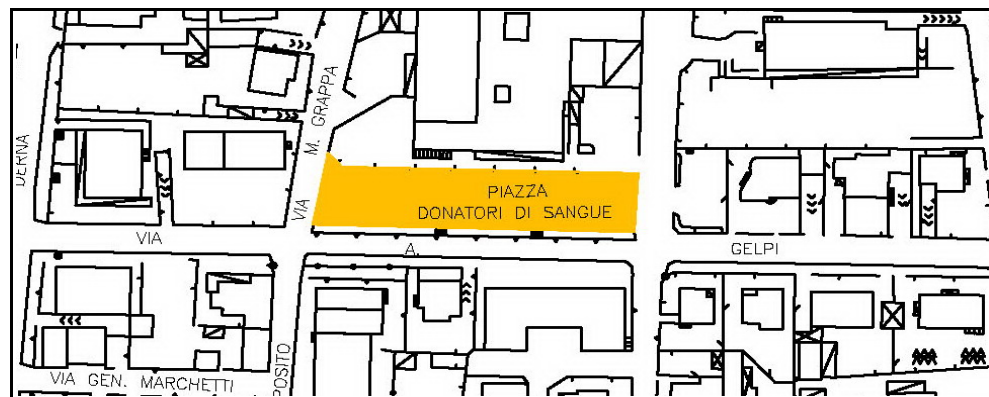 DERNA
VIA M. GRAPPA
PIAZZA
DONATORI DI SANGUE
VIA A. GELPI
VIA GEN. MARCHETTI
POSITO